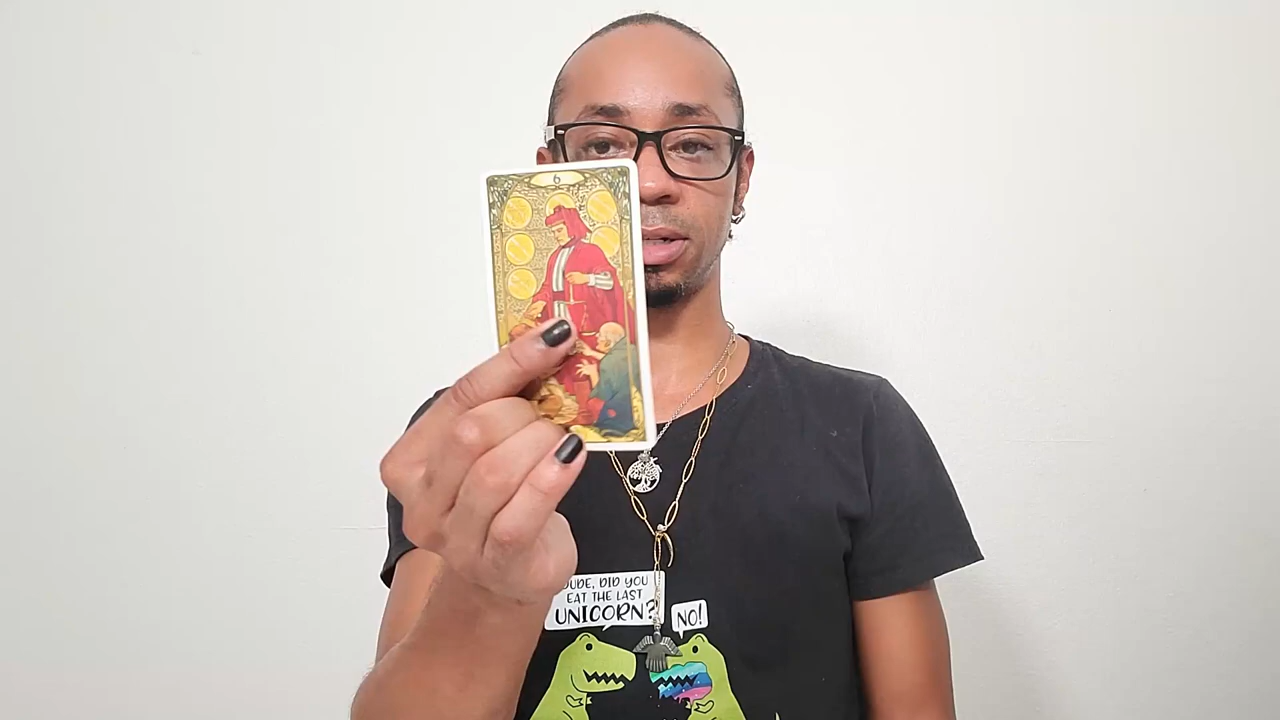 6
DUDE, DID YOU
EAT THE LAST
UNICORN?
NO!